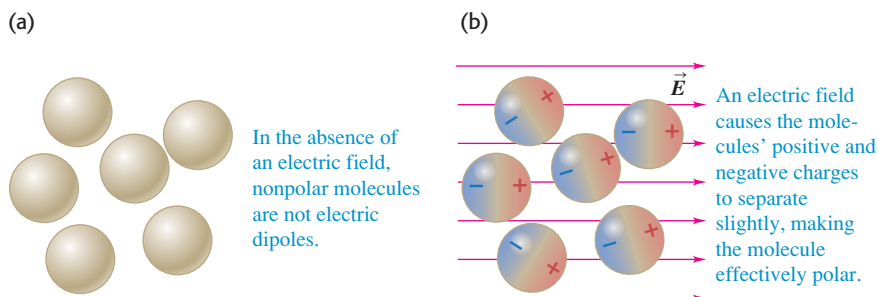 (a)
In the absence of
an electric field,
nonpolar molecules
are not electric
dipoles.
(b)
E
An electric field
causes the mole-
cules' positive and
negative charges
to separate
slightly, making
the molecule
effectively polar.